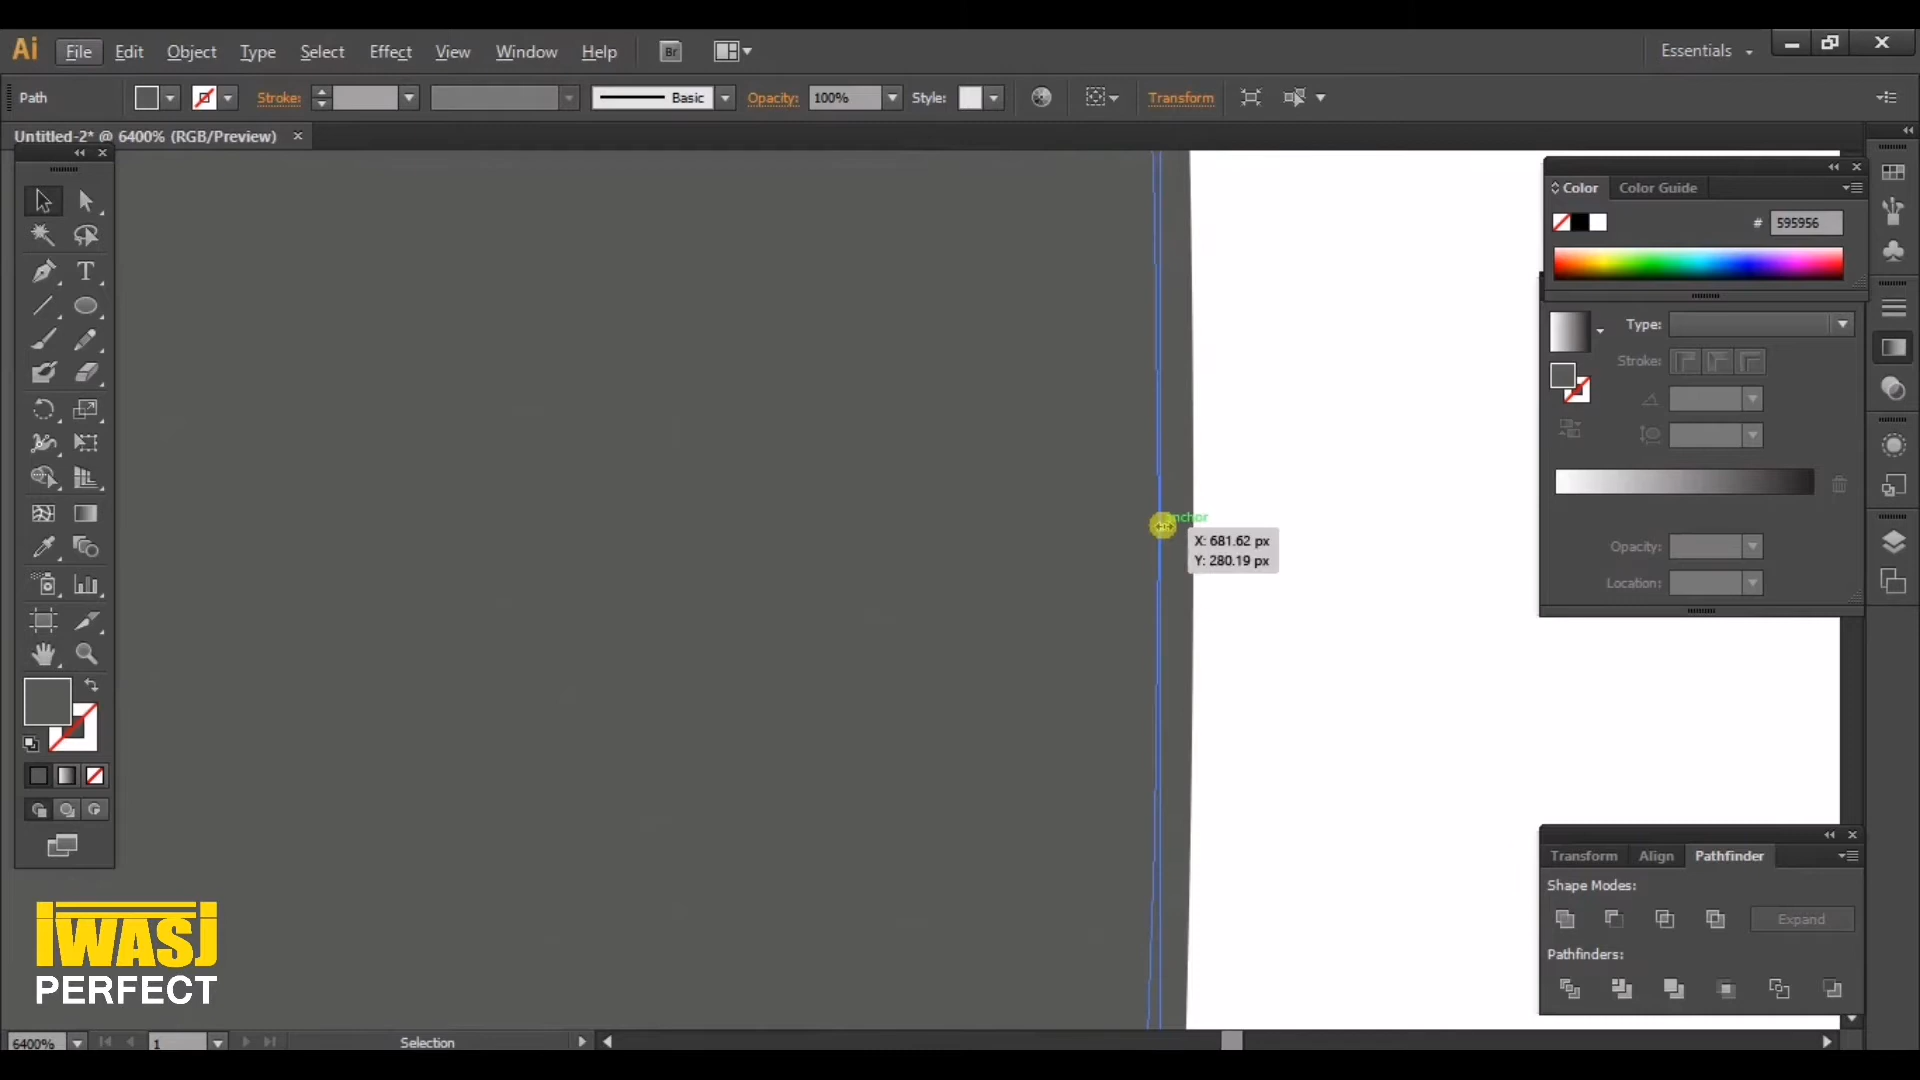 Ai File Edit Object Type Select Effect View Window Help Br Essentials
Path Stroke: Basic Opacity: 100% Style: Transform
Untitled-2* @ 6400% (RGB/Preview)
Color Color Guide
# 595956
Type:
Stroke:
anchor
X: 681.62 px
Y: 280.19 px
Opacity:
Location:
Transform Align Pathfinder
Shape Modes:
Expand
Pathfinders:
iWASJ
PERFECT
6400% 1 Selection